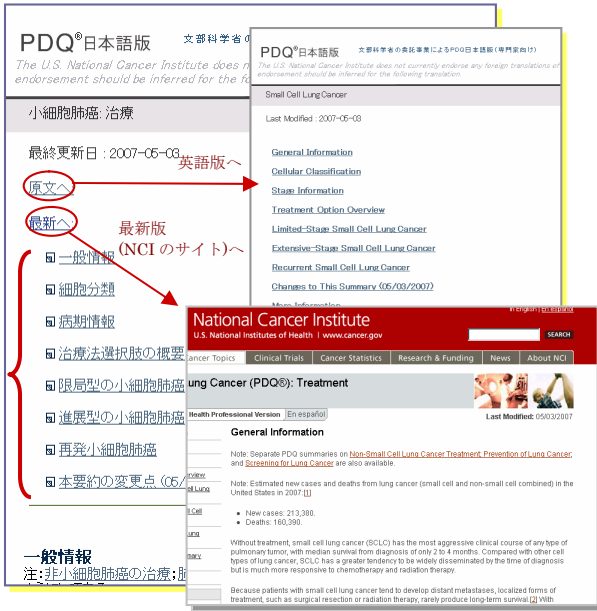 PDQ®日本語版
文部科学省の
The U.S. National Cancer Institute does no
endorsement should be inferred for the fo
小細胞肺癌: 治療
最終更新日 : 2007-05-03
原文へ
最新へ
一般情報
細胞分類
病期情報
治療法選択肢の概要
限局型の小細胞肺癌
進展型の小細胞肺癌
再発小細胞肺癌
本要約の変更点 (05/
一般情報
注:非小細胞肺癌の治療;肺
英語版へ
最新版
(NCI のサイト)へ
PDQ®日本語版
文部科学省の委託事業によるPDQ日本語版(専門家向け)
The U.S. National Cancer Institute does not currently endorse any foreign translations of
endorsement should be inferred for the following translation.
Small Cell Lung Cancer
Last Modified : 2007-05-03
General Information
Cellular Classification
Stage Information
Treatment Option Overview
Limited-Stage Small Cell Lung Cancer
Extensive-Stage Small Cell Lung Cancer
Recurrent Small Cell Lung Cancer
Changes to This Summary (05/03/2007)
More Information
In English | En español
National Cancer Institute
U.S. National Institutes of Health | www.cancer.gov
SEARCH
ancer Topics
Clinical Trials
Cancer Statistics
Research & Funding
News
About NCI
ung Cancer (PDQ®): Treatment
Last Modified: 05/03/2007
Health Professional Version
En español
General Information
Note: Separate PDQ summaries on Non-Small Cell Lung Cancer Treatment, Prevention of Lung Cancer,
and Screening for Lung Cancer are also available.
Note: Estimated new cases and deaths from lung cancer (small cell and non-small cell combined) in the
United States in 2007:[1]
New cases: 213,380.
Deaths: 160,390.
Without treatment, small cell lung cancer (SCLC) has the most aggressive clinical course of any type of
pulmonary tumor, with median survival from diagnosis of only 2 to 4 months. Compared with other cell
types of lung cancer, SCLC has a greater tendency to be widely disseminated by the time of diagnosis
but is much more responsive to chemotherapy and radiation therapy.
Because patients with small cell lung cancer tend to develop distant metastases, localized forms of
treatment, such as surgical resection or radiation therapy, rarely produce long-term survival.[2] With
rview
ell Lung
Cell
ung
mary